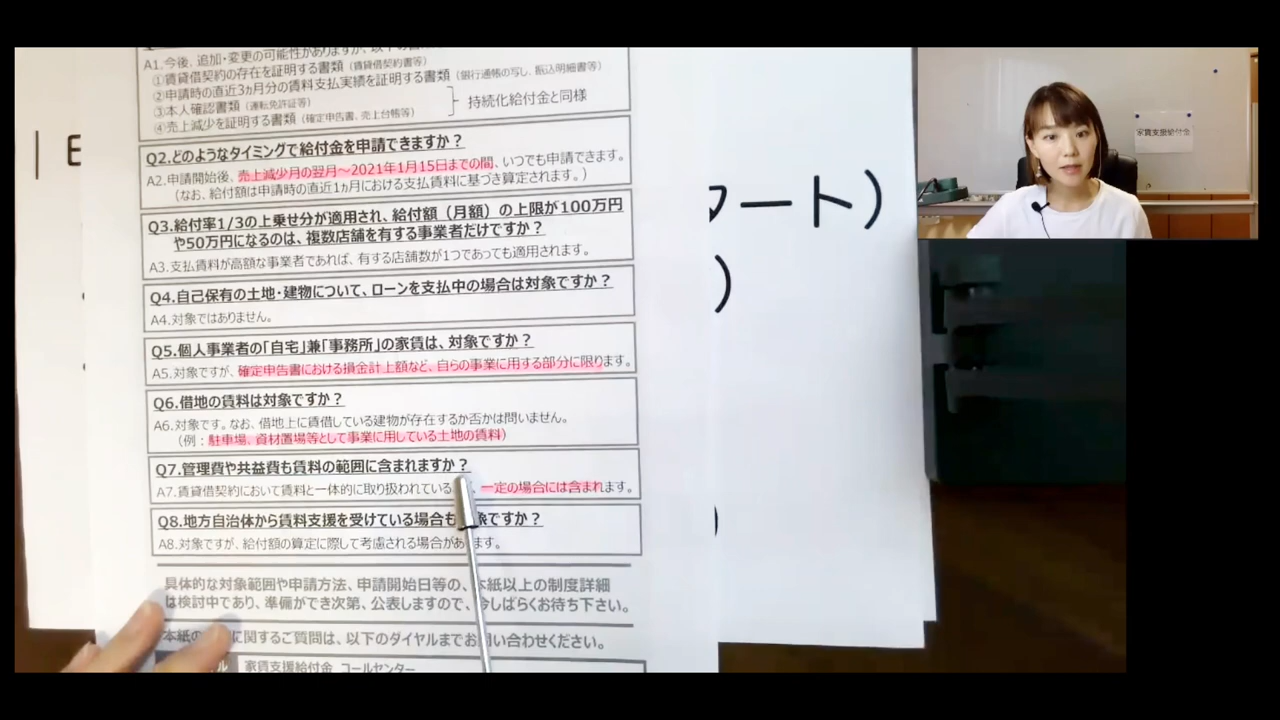 A1.今後、追加・変更の可能性がありますが、以下の書
①賃貸借契約の存在を証明する書類（賃貸借契約書等）
②申請時の直近3ヵ月分の賃料支払実績を証明する書類（銀行通帳の写し、振込明細書等）
③本人確認書類（運転免許証等）
④売上減少を証明する書類（確定申告書、売上台帳等）
持続化給付金と同様
Q2.どのようなタイミングで給付金を申請できますか？
A2.申請開始後、売上減少月の翌月～2021年1月15日までの間、いつでも申請できます。
（なお、給付額は申請時の直近1ヵ月における支払賃料に基づき算定されます。）
Q3.給付率1/3の上乗せ分が適用され、給付額（月額）の上限が100万円
や50万円になるのは、複数店舗を有する事業者だけですか？
A3.支払賃料が高額な事業者であれば、有する店舗数が1つであっても適用されます。
Q4.自己保有の土地・建物について、ローンを支払中の場合は対象ですか？
A4.対象ではありません。
Q5.個人事業者の「自宅」兼「事務所」の家賃は、対象ですか？
A5.対象ですが、確定申告書における損金計上額など、自らの事業に用する部分に限ります。
Q6.借地の賃料は対象ですか？
A6.対象です。なお、借地上に賃借している建物が存在するか否かは問いません。
（例：駐車場、資材置場等として事業に用している土地の賃料）
Q7.管理費や共益費も賃料の範囲に含まれますか？
A7.賃貸借契約において賃料と一体的に取り扱われている 一定の場合には含まれます。
Q8.地方自治体から賃料支援を受けている場合も 象ですか？
A8.対象ですが、給付額の算定に際して考慮される場合があ ます。
具体的な対象範囲や申請方法、申請開始日等の、本紙以上の制度詳細
は検討中であり、準備ができ次第、公表しますので、今しばらくお待ち下さい。
本紙の に関するご質問は、以下のダイヤルまでお問い合わせください。
家賃支援給付金 コールセンター
E
ート）
）
家賃支援給付金